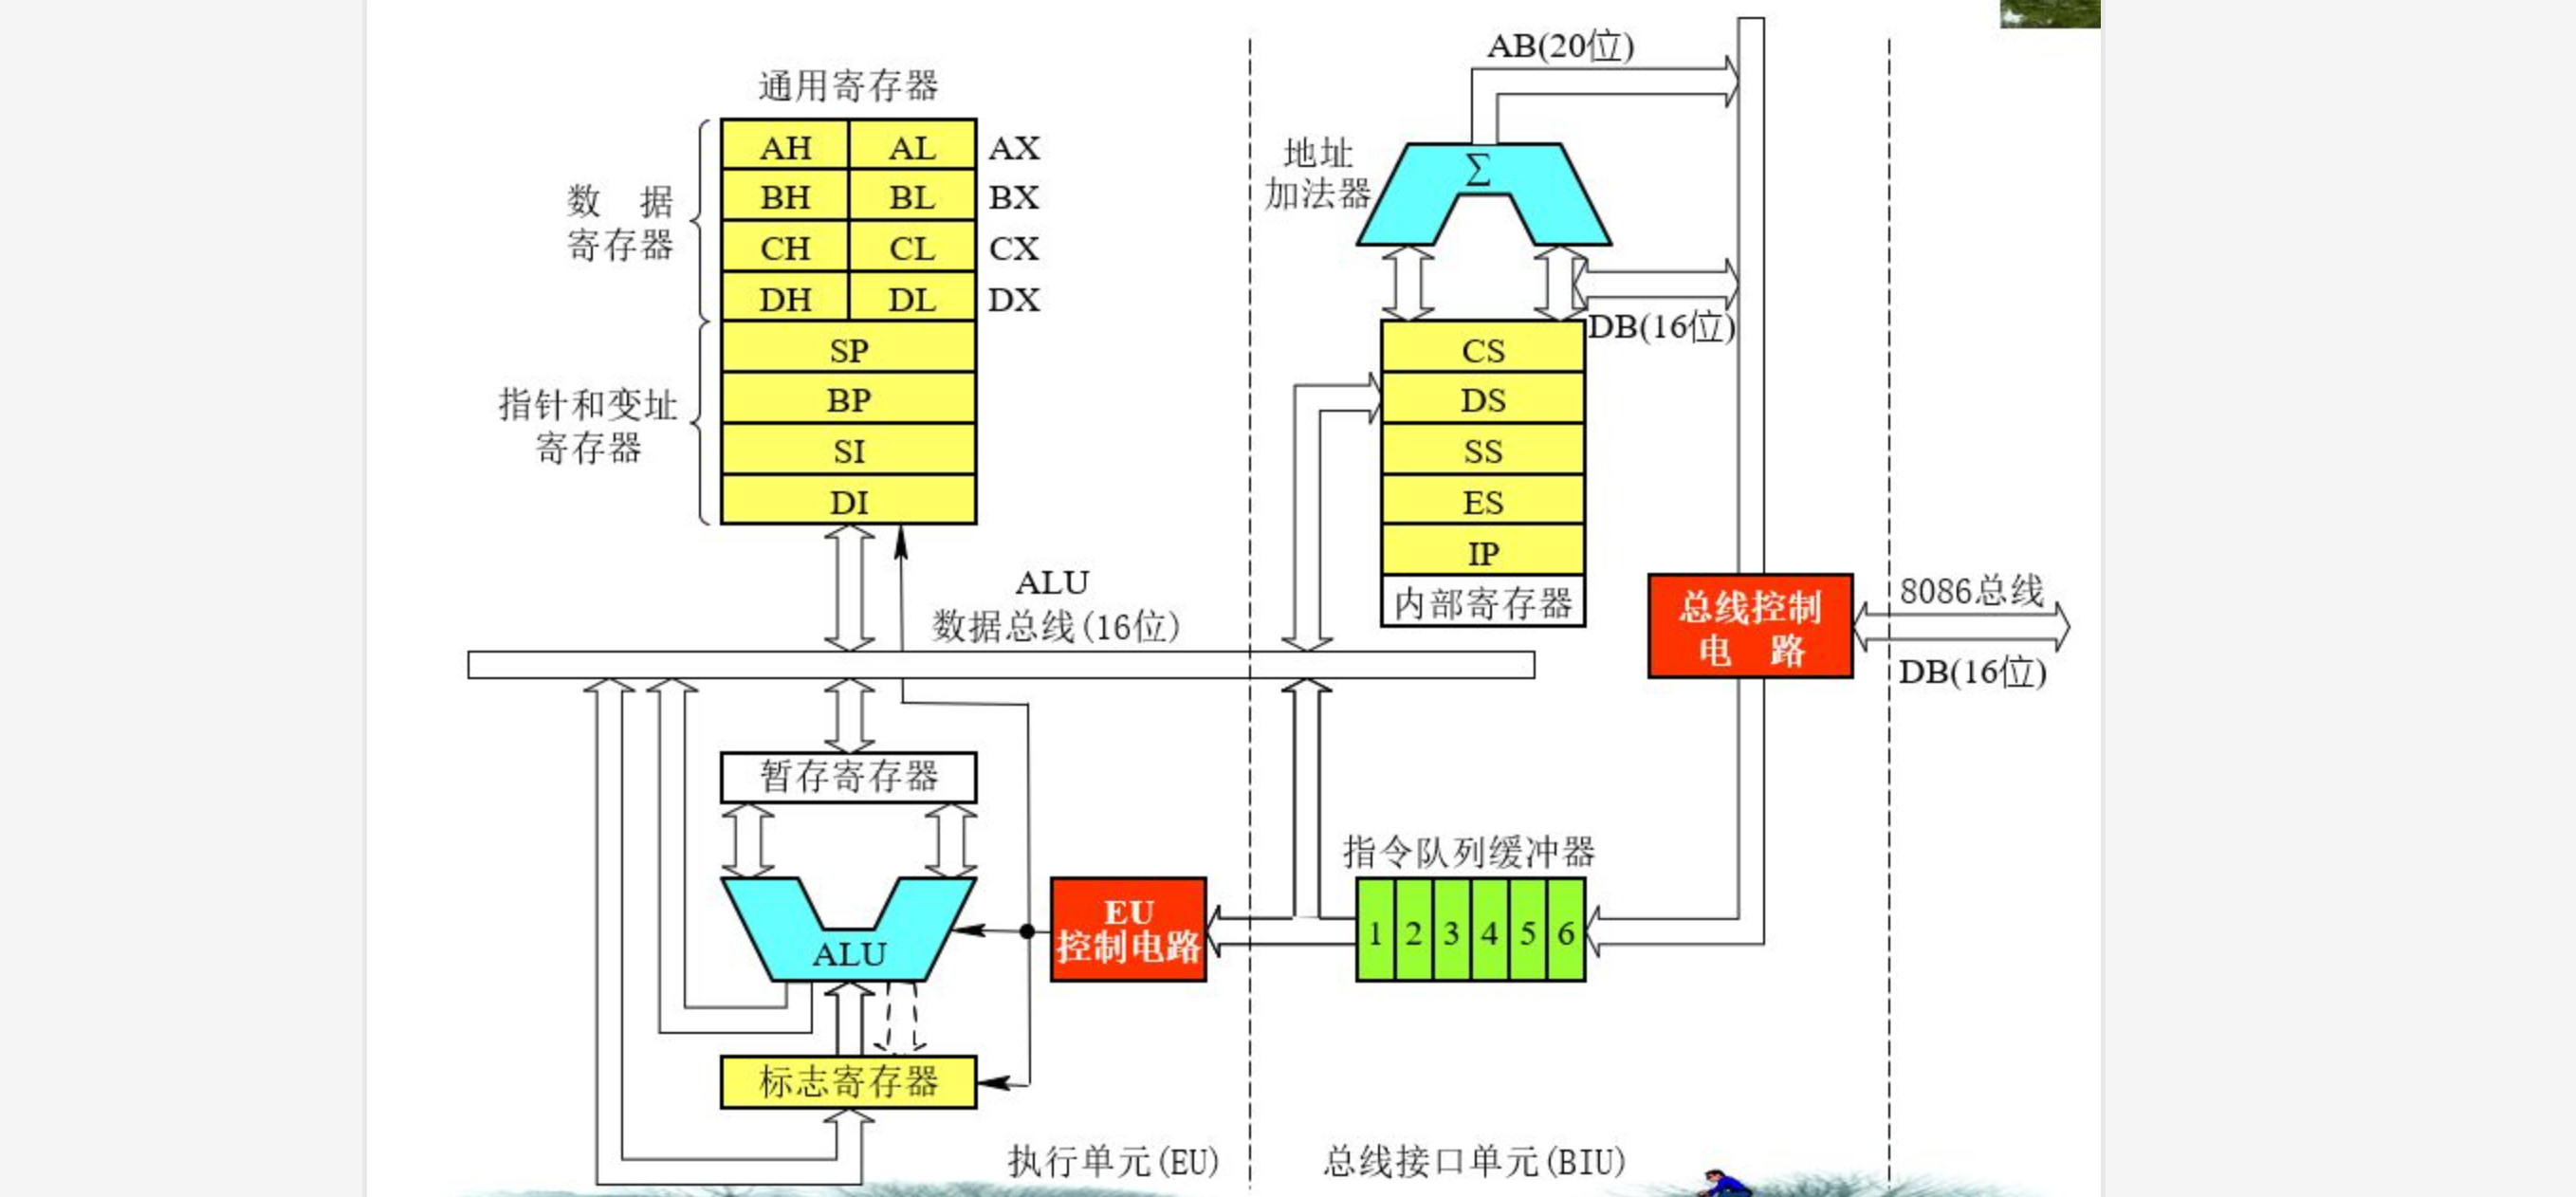 AB(20位)
通用寄存器
AH AL AX
BH BL BX
CH CL CX
DH DL DX
SP
BP
SI
DI
数 据
寄存器
指针和变址
寄存器
地址
加法器
∑
DB(16位)
CS
DS
SS
ES
IP
内部寄存器
ALU
数据总线(16位)
总线控制
电 路
8086总线
DB(16位)
暂存寄存器
ALU
EU
控制电路
指令队列缓冲器
1 2 3 4 5 6
标志寄存器
执行单元(EU)
总线接口单元(BIU)